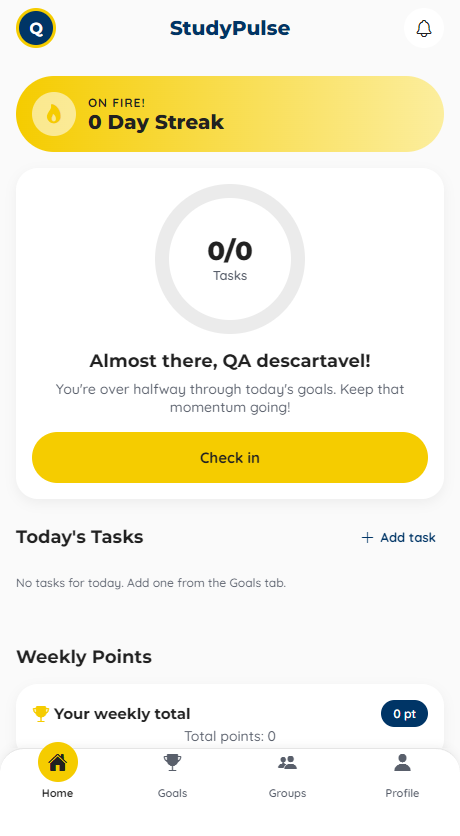 Q
StudyPulse
ON FIRE!
0 Day Streak
0/0
Tasks
Almost there, QA descartavel!
You're over halfway through today's goals. Keep that
momentum going!
Check in
Today's Tasks
+ Add task
No tasks for today. Add one from the Goals tab.
Weekly Points
Your weekly total
0 pt
Total points: 0
Home
Goals
Groups
Profile